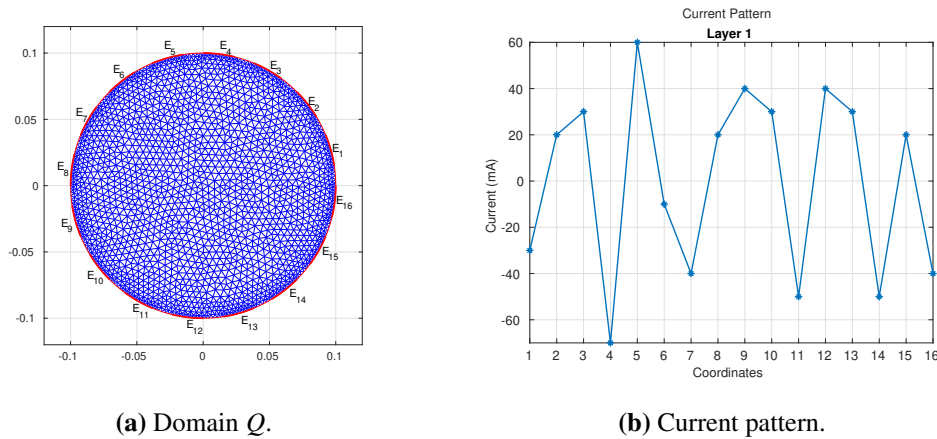 Current Pattern
Layer 1
0.1
0.05
0
-0.05
-0.1
-0.1
-0.05
0
0.05
0.1
E5
E4
E6
E3
E7
E2
E8
E1
E9
E16
E10
E15
E11
E14
E12
E13
60
40
20
0
-20
-40
-60
Current (mA)
1 2 3 4 5 6 7 8 9 10 11 12 13 14 15 16
Coordinates
(a) Domain Q.
(b) Current pattern.